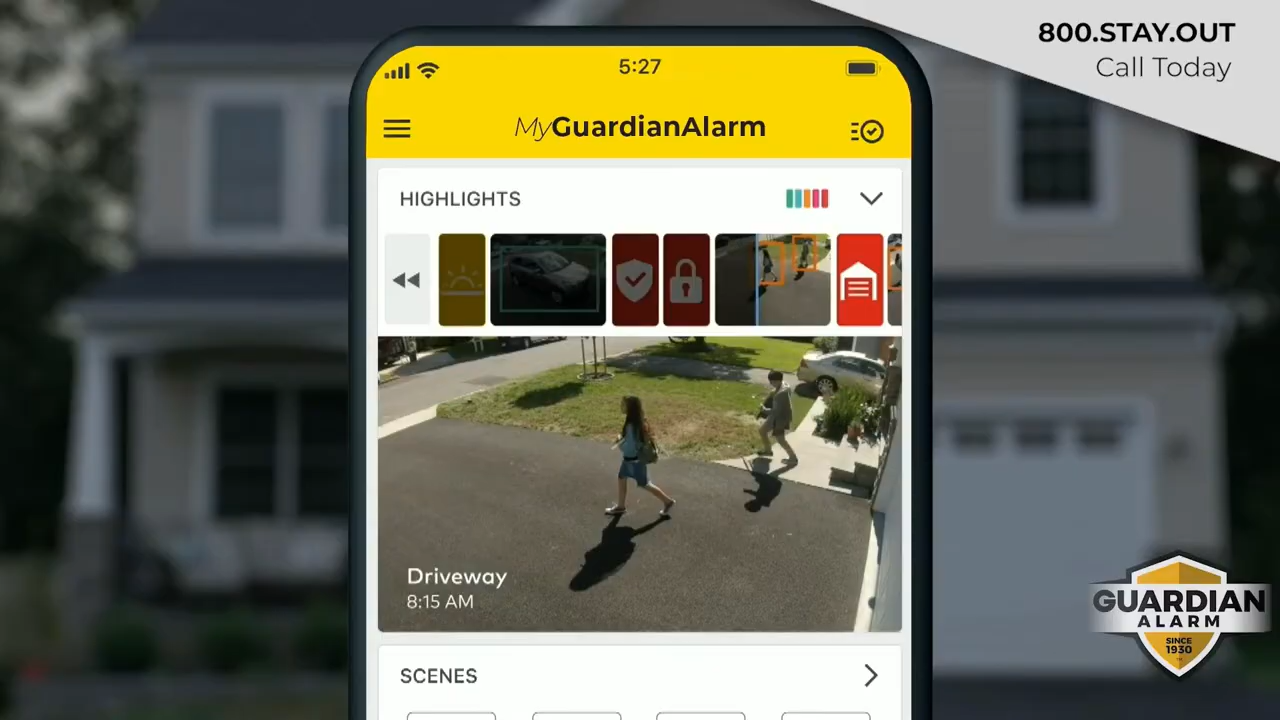 800.STAY.OUT
Call Today
5:27
MyGuardianAlarm
HIGHLIGHTS
Driveway
8:15 AM
SCENES
GUARDIAN
ALARM
SINCE
1930